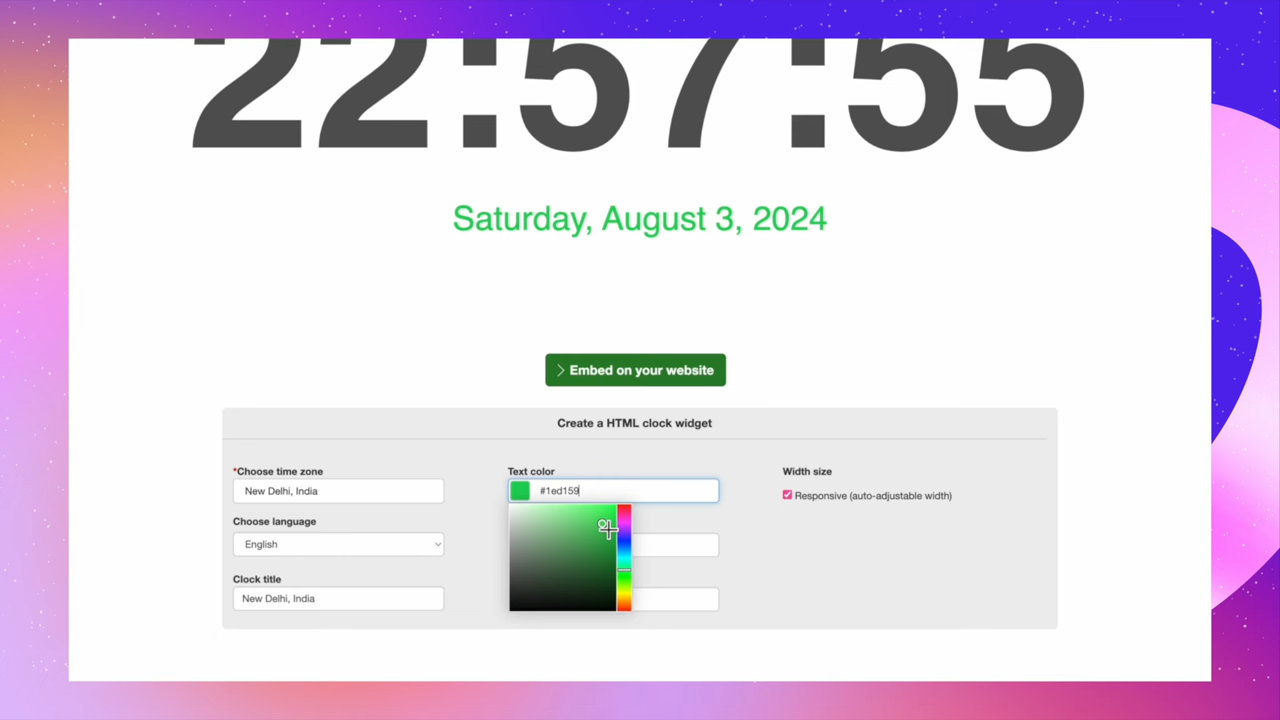 22:57:55
Saturday, August 3, 2024
Embed on your website
Create a HTML clock widget
*Choose time zone
New Delhi, India
Choose language
English
Clock title
New Delhi, India
Text color
#1ed159
Width size
Responsive (auto-adjustable width)